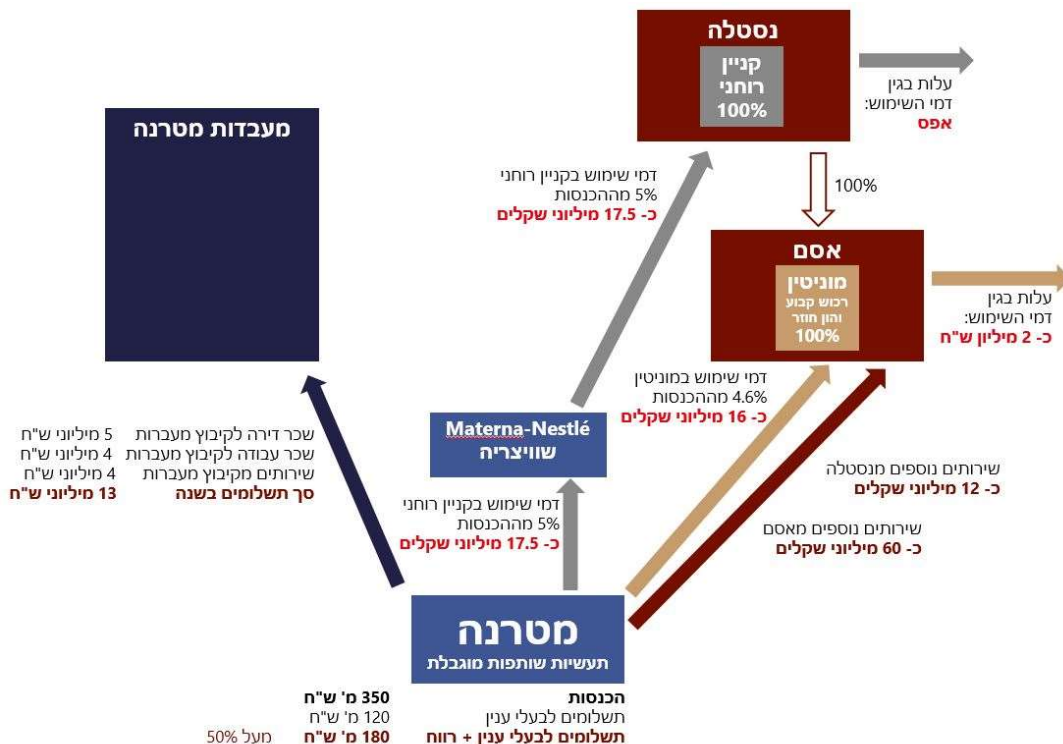 נסטלה
קניין
רוחני
100%
עלות בגין
דמי השימוש:
אפס
מעבדות מטרנה
דמי שימוש בקניין רוחני
5% מההכנסות
כ- 17.5 מיליוני שקלים
100%
אסם
מוניטין
רכוש קבוע
והון חוזר
100%
עלות בגין
דמי השימוש:
כ- 2 מיליון ש"ח
דמי שימוש במוניטין
4.6% מההכנסות
כ- 16 מיליוני שקלים
Materna-Nestlé
שוויצריה
שכר דירה לקיבוץ מעברות 5 מיליוני ש"ח
שכר עבודה לקיבוץ מעברות 4 מיליוני ש"ח
שירותים מקיבוץ מעברות 4 מיליוני ש"ח
סך תשלומים בשנה 13 מיליוני ש"ח
שירותים נוספים מנסטלה
כ- 12 מיליוני שקלים
דמי שימוש בקניין רוחני
5% מההכנסות
כ- 17.5 מיליוני שקלים
שירותים נוספים מאסם
כ- 60 מיליוני שקלים
מטרנה
תעשיות שותפות מוגבלת
הכנסות 350 מ' ש"ח
תשלומים לבעלי ענין 120 מ' ש"ח
תשלומים לבעלי ענין + רווח 180 מ' ש"ח מעל 50%